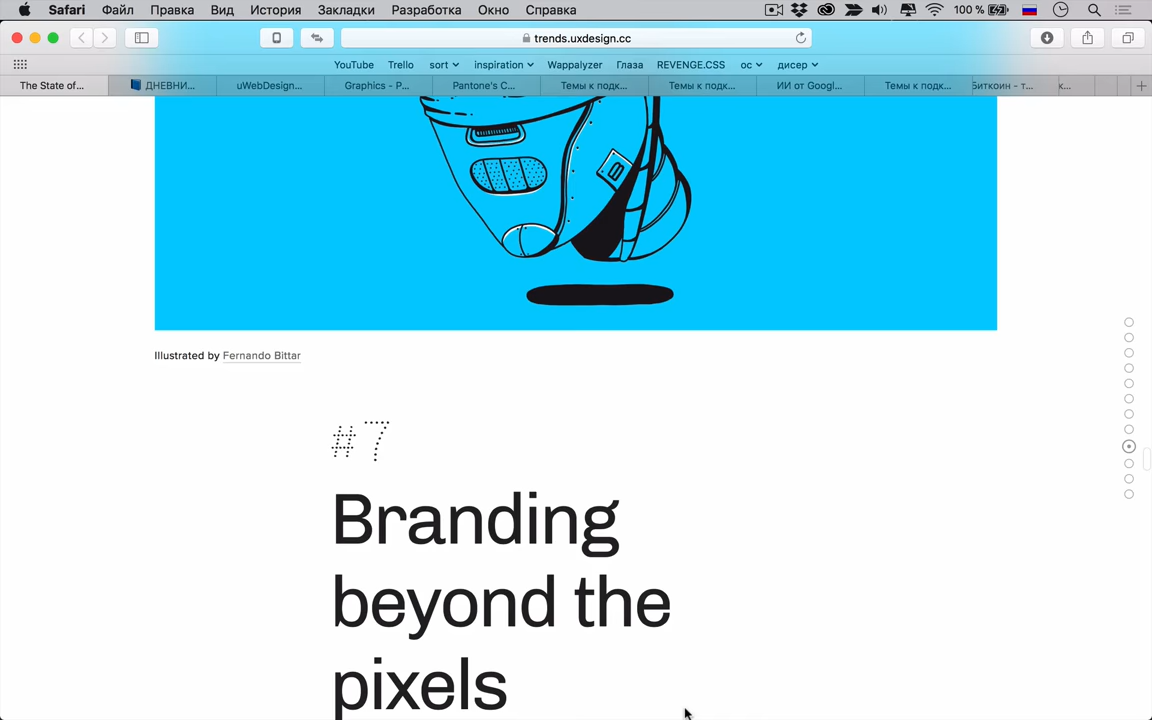 Safari Файл Правка Вид История Закладки Разработка Окно Справка 100 %
trends.uxdesign.cc
YouTube Trello sort inspiration Wappalyzer Глаза REVENGE.CSS ос дисер
The State of... ДНЕВНИ... uWebDesign... Graphics - P... Pantone's C... Темы к подк... Темы к подк... ИИ от Googl... Темы к подк... Биткоин - т... к...
Illustrated by Fernando Bittar
#7
Branding
beyond the
pixels